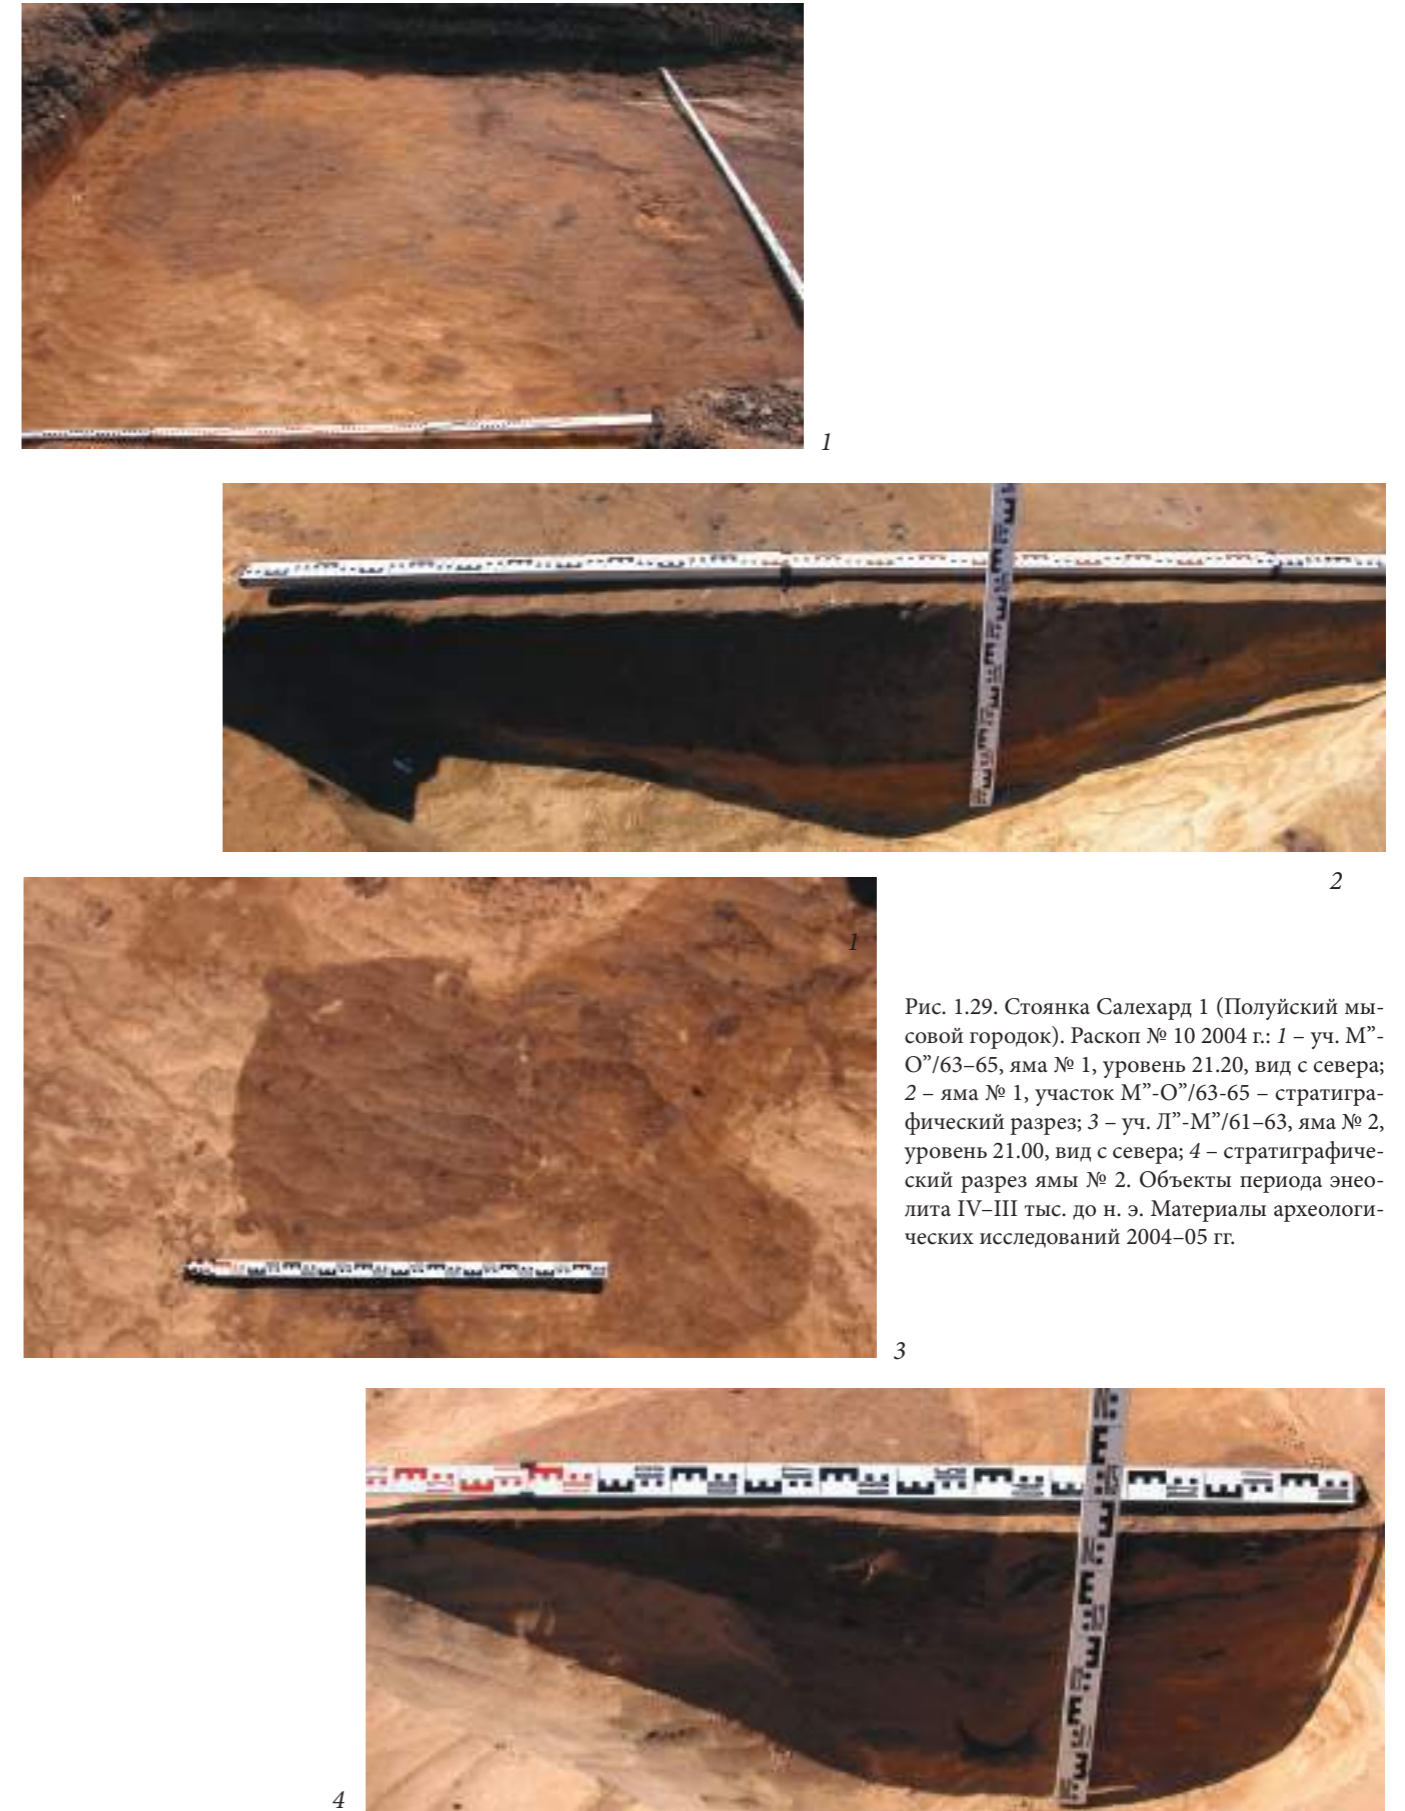 1
2
1
Рис. 1.29. Стоянка Салехард 1 (Полуйский мы-
совой городок). Раскоп № 10 2004 г.: 1 – уч. М”-
О”/63–65, яма № 1, уровень 21.20, вид с севера;
2 – яма № 1, участок М”-О”/63-65 – стратигра-
фический разрез; 3 – уч. Л”-М”/61–63, яма № 2,
уровень 21.00, вид с севера; 4 – стратиграфиче-
ский разрез ямы № 2. Объекты периода энео-
лита IV–III тыс. до н. э. Материалы археологи-
ческих исследований 2004–05 гг.
3
4